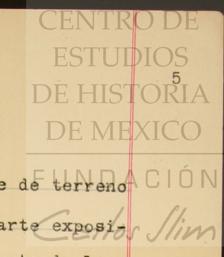 CENTRO DE
ESTUDIOS
5
DE HISTORIA
DE MEXICO
FUNDACIÓN
e de terreno
arte exposi-
Carlos Slim